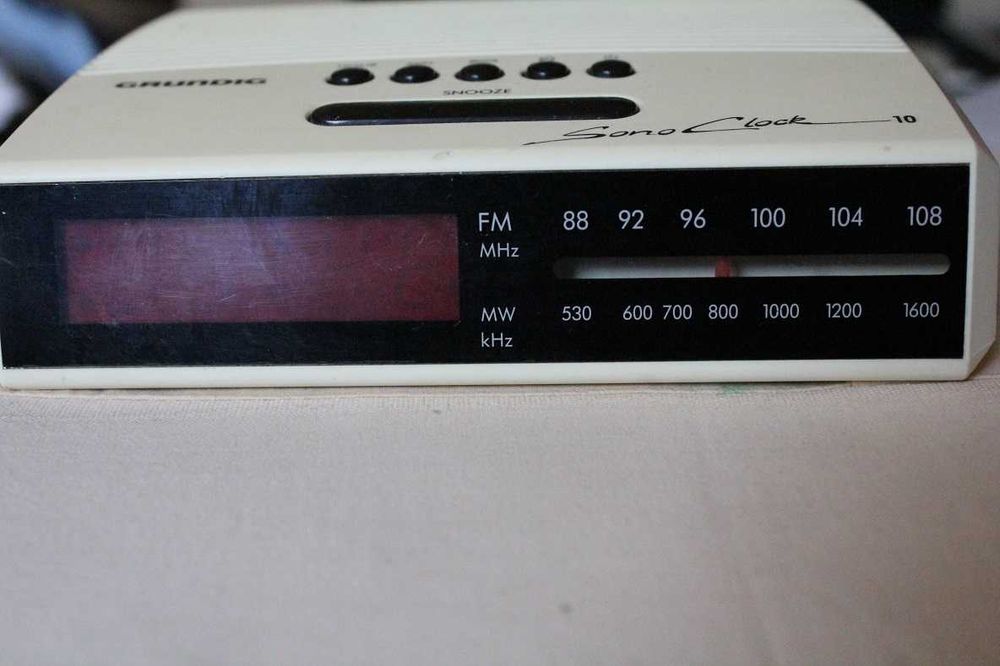 GRUNDIG
SNOOZE
Sono Clock 10
FM 88 92 96 100 104 108
MHz
MW 530 600 700 800 1000 1200 1600
kHz